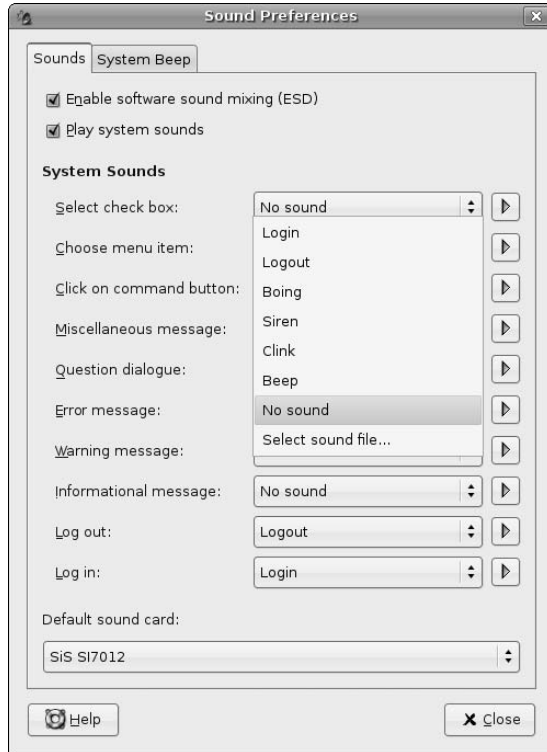 Sound Preferences
Sounds System Beep
Enable software sound mixing (ESD)
Play system sounds
System Sounds
Select check box: No sound
Login
Choose menu item:
Logout
Click on command button: Boing
Miscellaneous message: Siren
Clink
Question dialogue:
Beep
Error message: No sound
Select sound file...
Warning message:
Informational message: No sound
Log out: Logout
Log in: Login
Default sound card:
SiS SI7012
Help Close